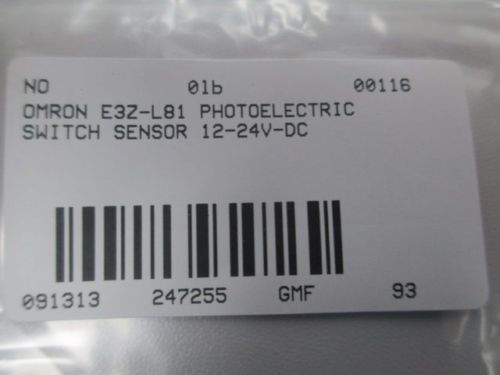 NO 01b 00116
OMRON E3Z-L81 PHOTOELECTRIC
SWITCH SENSOR 12-24V-DC
091313 247255 GMF 93